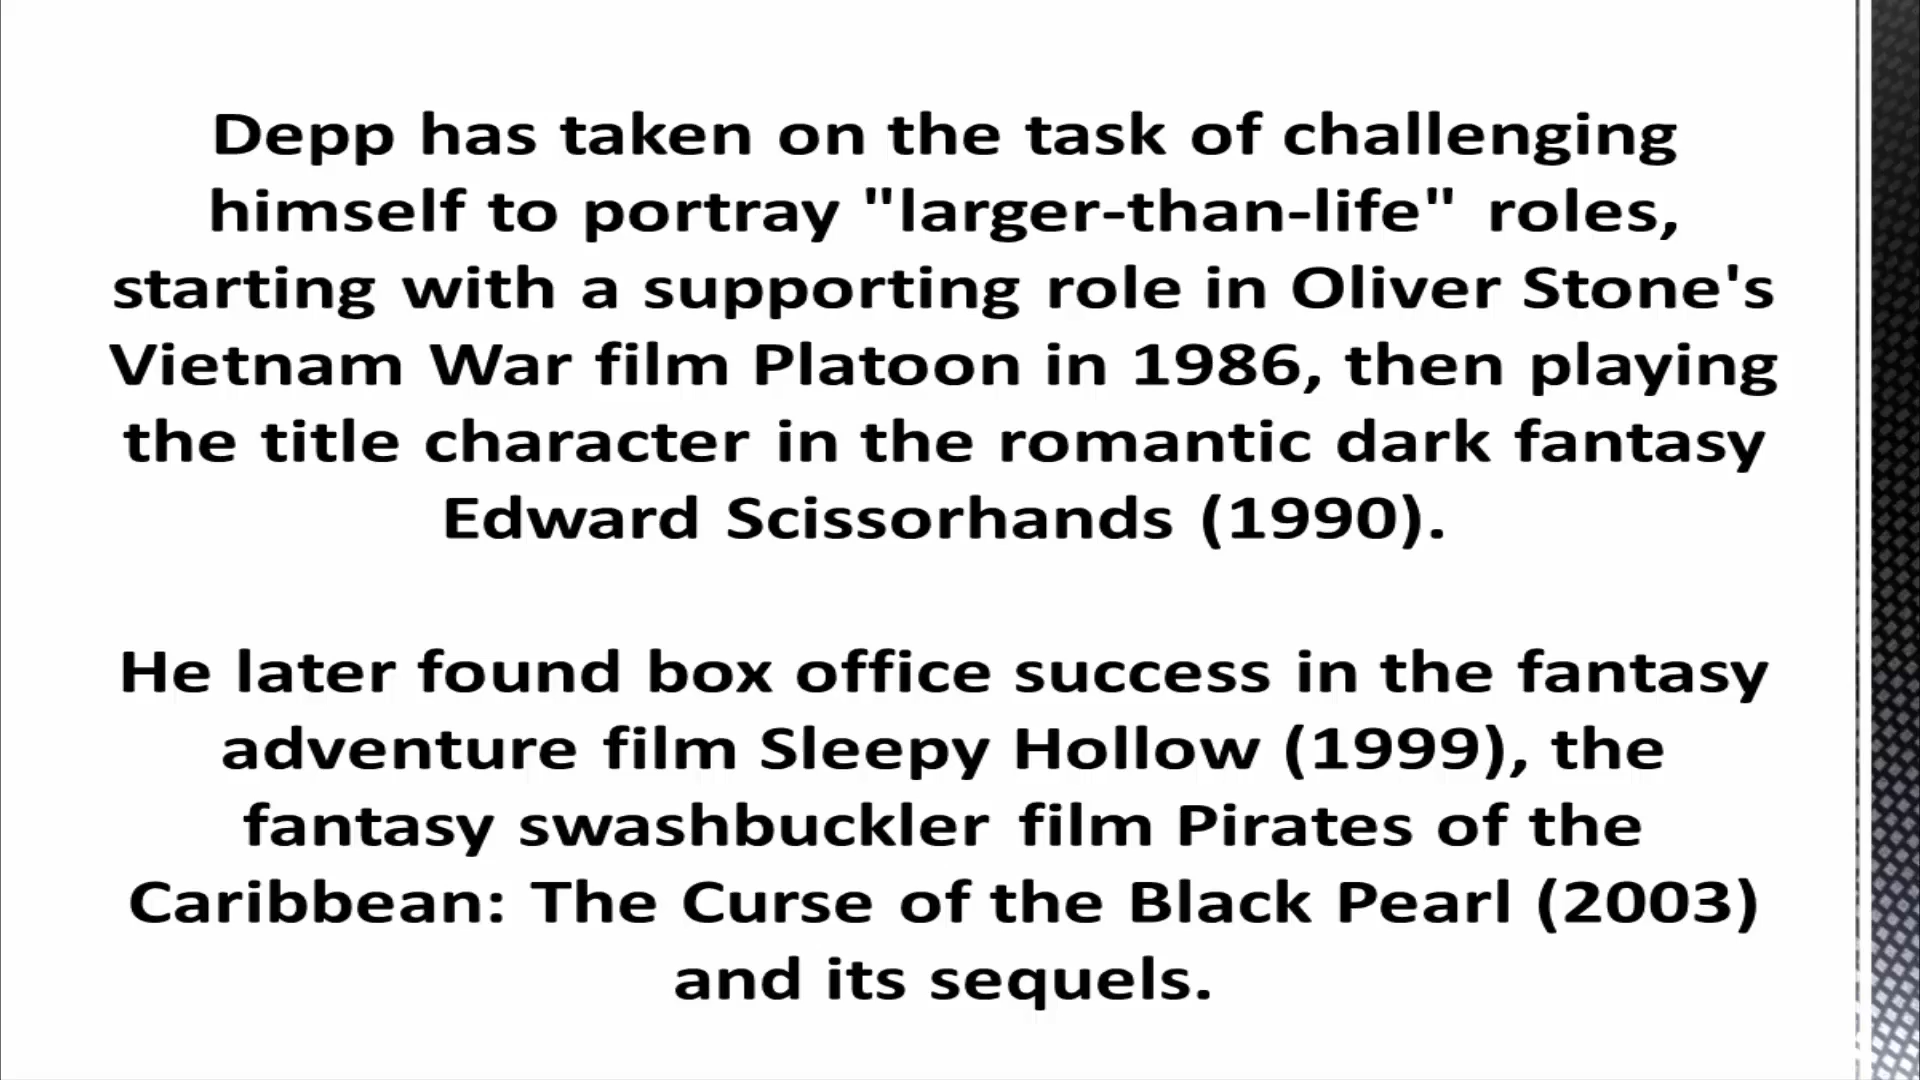 Depp has taken on the task of challenging
himself to portray "larger-than-life" roles,
starting with a supporting role in Oliver Stone's
Vietnam War film Platoon in 1986, then playing
the title character in the romantic dark fantasy
Edward Scissorhands (1990).
He later found box office success in the fantasy
adventure film Sleepy Hollow (1999), the
fantasy swashbuckler film Pirates of the
Caribbean: The Curse of the Black Pearl (2003)
and its sequels.